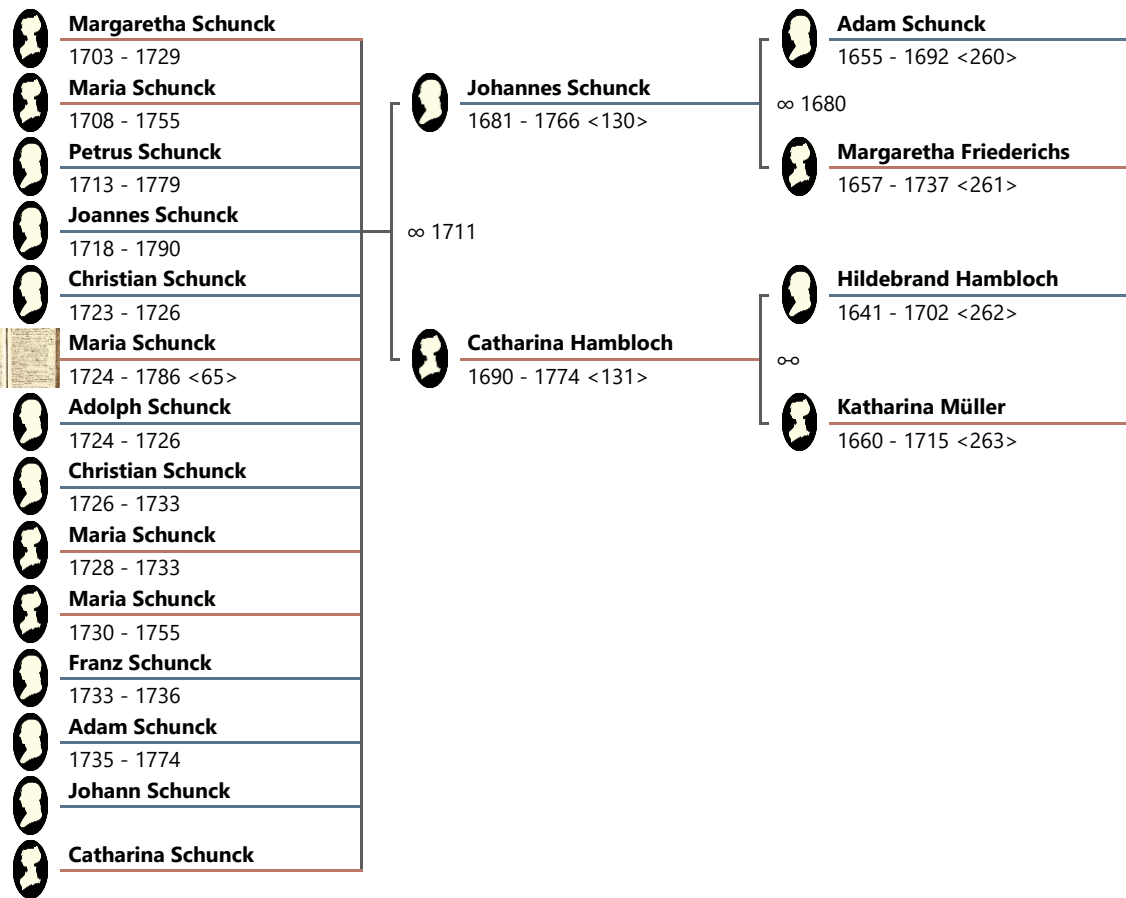 Margaretha Schunck
1703 - 1729
Maria Schunck
1708 - 1755
Petrus Schunck
1713 - 1779
Joannes Schunck
1718 - 1790
Christian Schunck
1723 - 1726
Maria Schunck
1724 - 1786 <65>
Adolph Schunck
1724 - 1726
Christian Schunck
1726 - 1733
Maria Schunck
1728 - 1733
Maria Schunck
1730 - 1755
Franz Schunck
1733 - 1736
Adam Schunck
1735 - 1774
Johann Schunck
Catharina Schunck
Johannes Schunck
1681 - 1766 <130>
∞ 1711
Catharina Hambloch
1690 - 1774 <131>
Adam Schunck
1655 - 1692 <260>
∞ 1680
Margaretha Friederichs
1657 - 1737 <261>
Hildebrand Hambloch
1641 - 1702 <262>
⚯
Katharina Müller
1660 - 1715 <263>